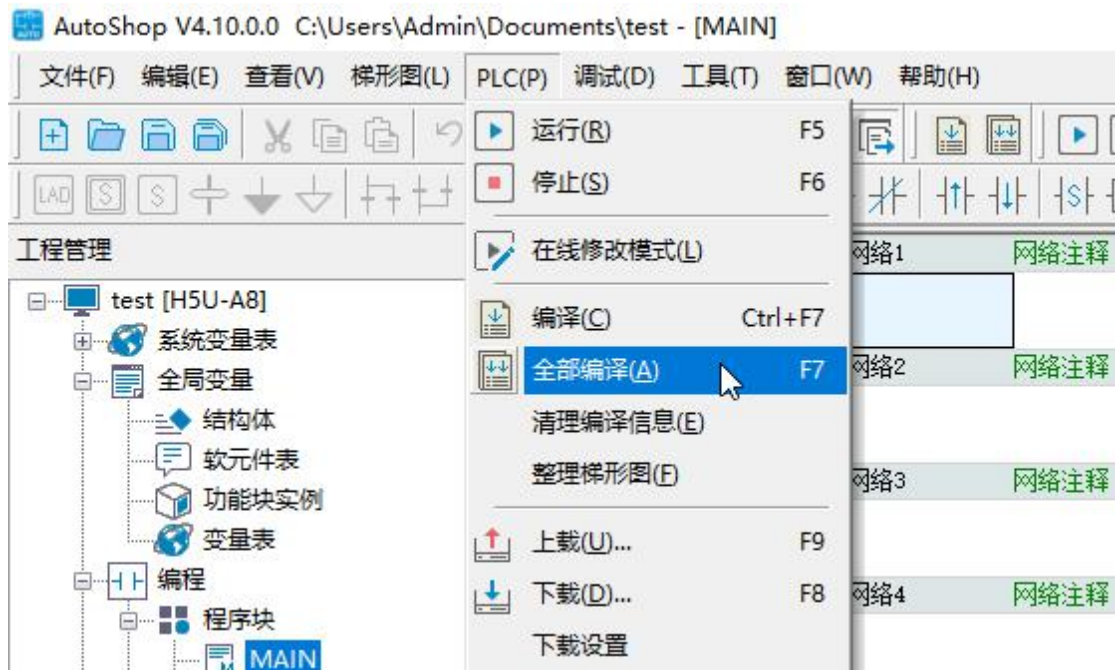 AutoShop V4.10.0.0 C:\Users\Admin\Documents\test - [MAIN]
文件(F) 编辑(E) 查看(V) 梯形图(L) PLC(P) 调试(D) 工具(T) 窗口(W) 帮助(H)
运行(R) F5
LAD S S 停止(S) F6 S
工程管理 在线修改模式(L) 网络1 网络注释
test [H5U-A8] 编译(C) Ctrl+F7
系统变量表
全局变量 全部编译(A) F7 网络2 网络注释
结构体 清理编译信息(E)
软元件表 整理梯形图(F) 网络3 网络注释
功能块实例
变量表 上载(U)... F9
编程 下载(D)... F8 网络4 网络注释
程序块 下载设置
MAIN